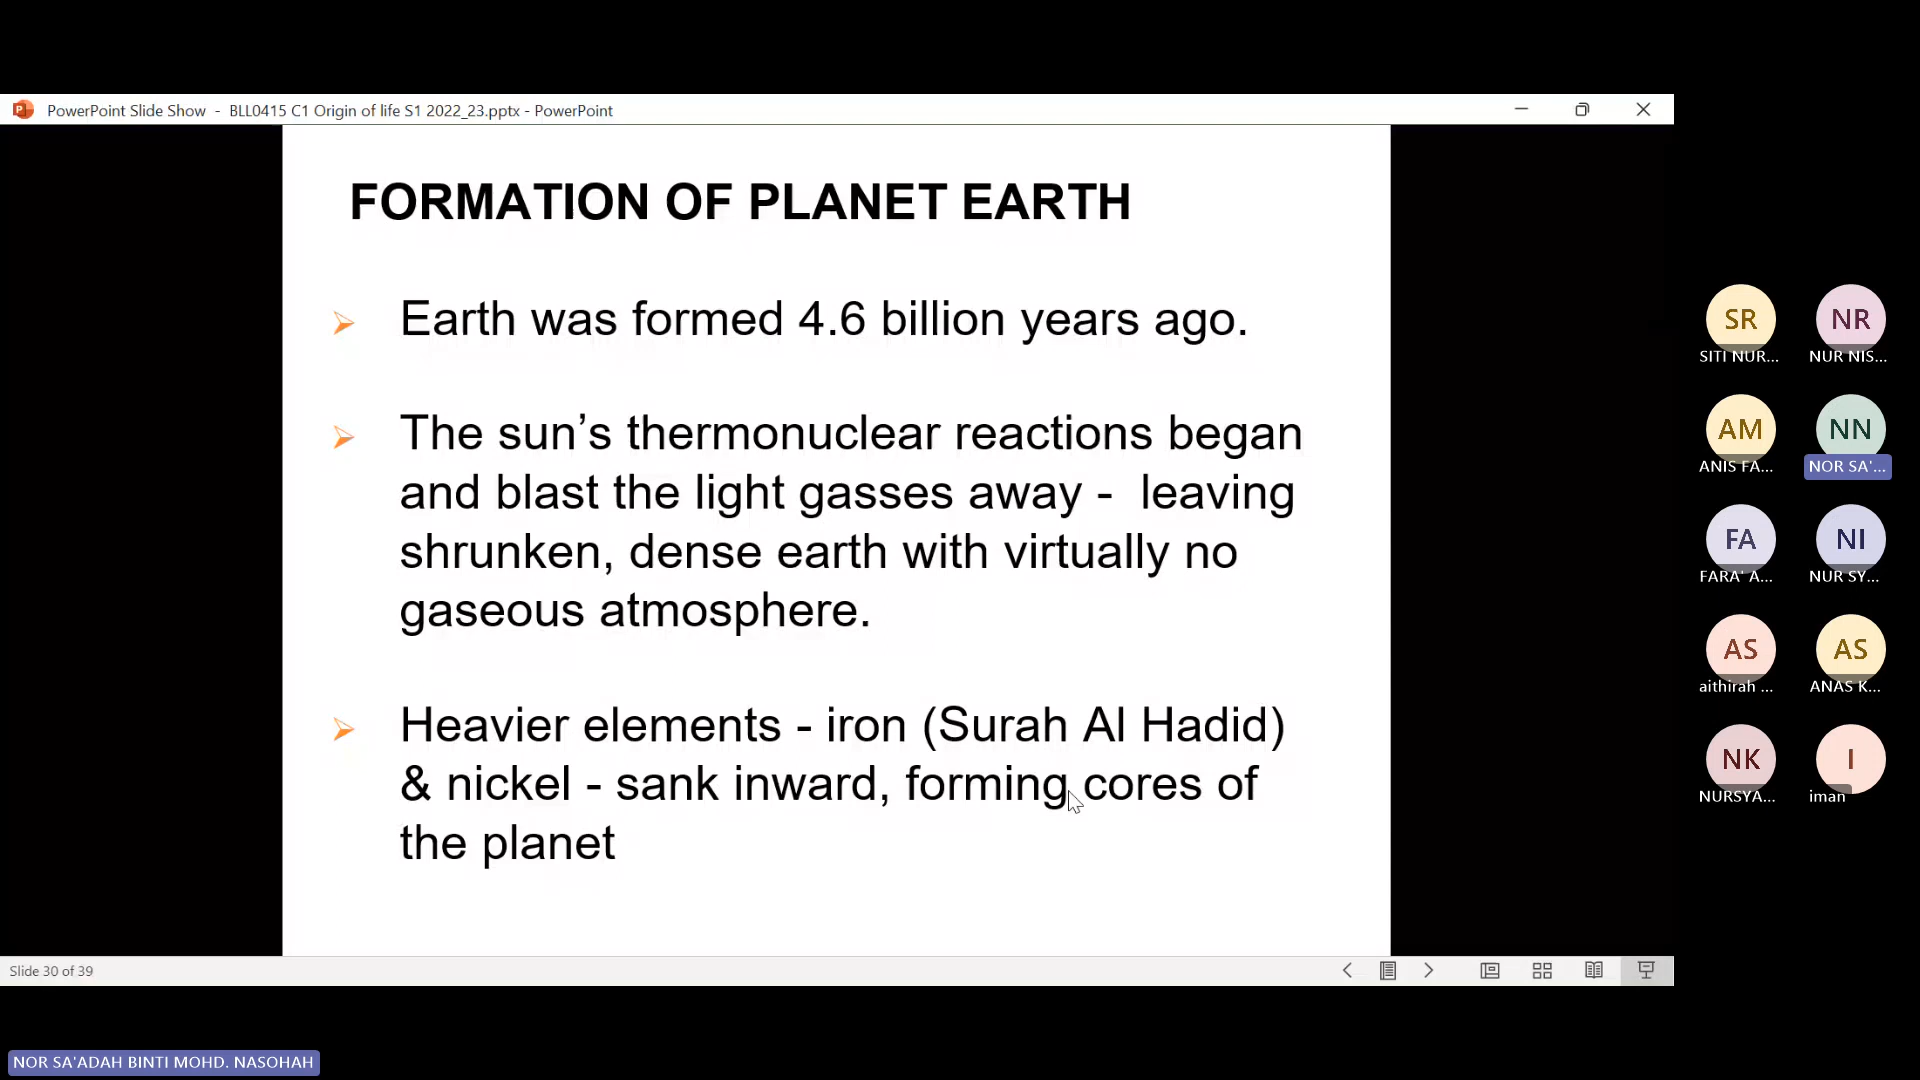 PowerPoint Slide Show - BLL0415 C1 Origin of life S1 2022_23.pptx - PowerPoint
FORMATION OF PLANET EARTH
Earth was formed 4.6 billion years ago.
The sun’s thermonuclear reactions began
and blast the light gasses away - leaving
shrunken, dense earth with virtually no
gaseous atmosphere.
Heavier elements - iron (Surah Al Hadid)
& nickel - sank inward, forming cores of
the planet
Slide 30 of 39
SR
SITI NUR...
NR
NUR NIS...
AM
ANIS FA...
NN
NOR SA'...
FA
FARA' A...
NI
NUR SY...
AS
aithirah ...
AS
ANAS K...
NK
NURSYA...
I
iman
NOR SA'ADAH BINTI MOHD. NASOHAH